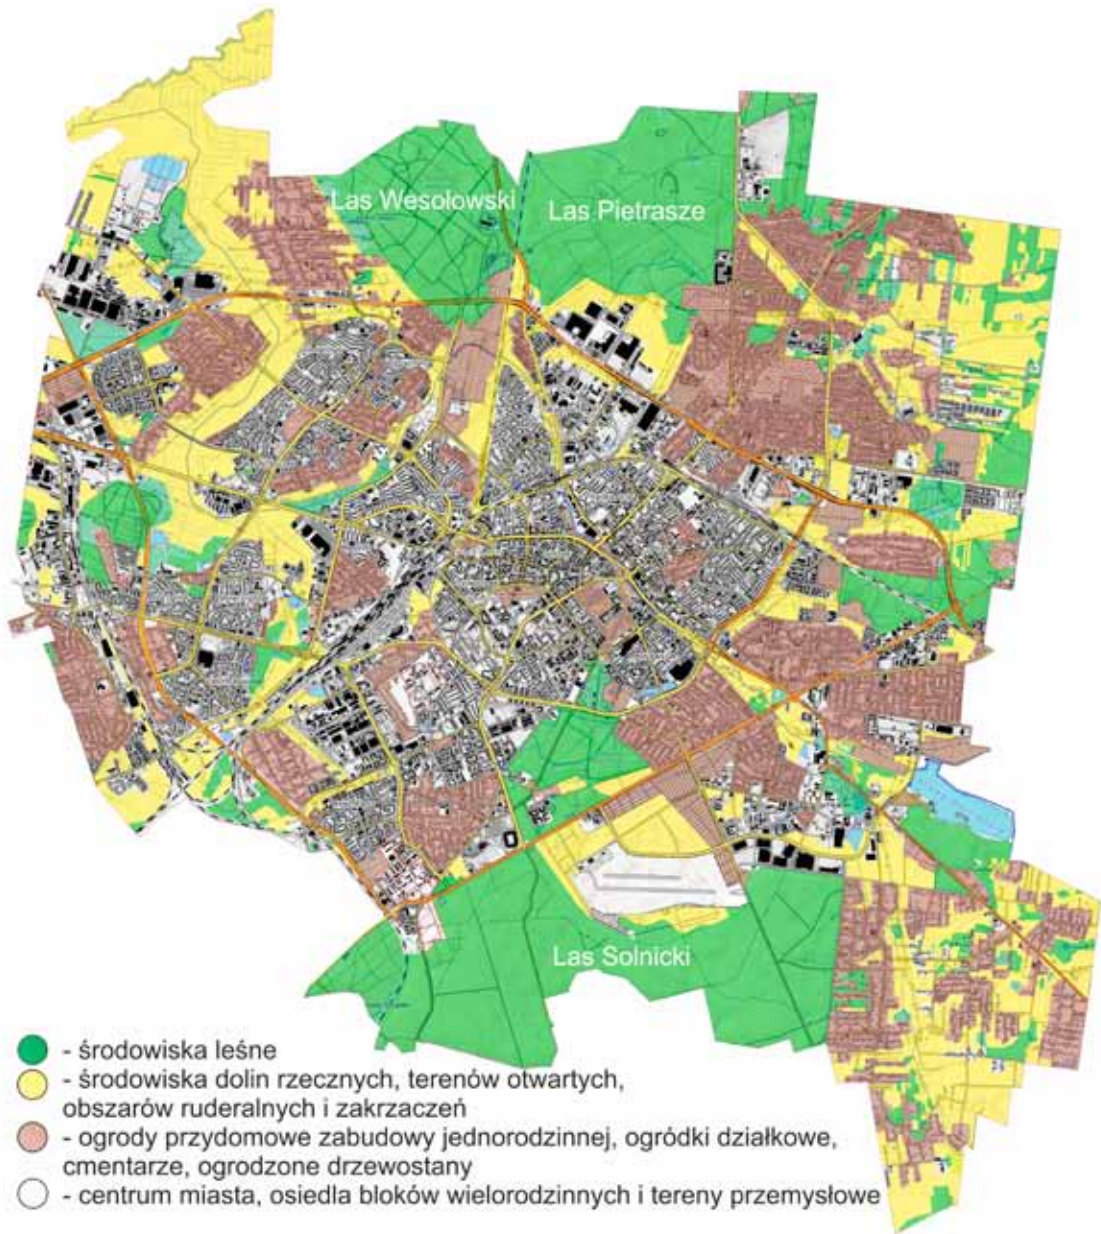 Las Wesołowski
Las Pietrasze
Las Solnicki
- środowiska leśne
- środowiska dolin rzecznych, terenów otwartych,
obszarów ruderalnych i zakrzaczeń
- ogrody przydomowe zabudowy jednorodzinnej, ogródki działkowe,
cmentarze, ogrodzone drzewostany
- centrum miasta, osiedla bloków wielorodzinnych i tereny przemysłowe